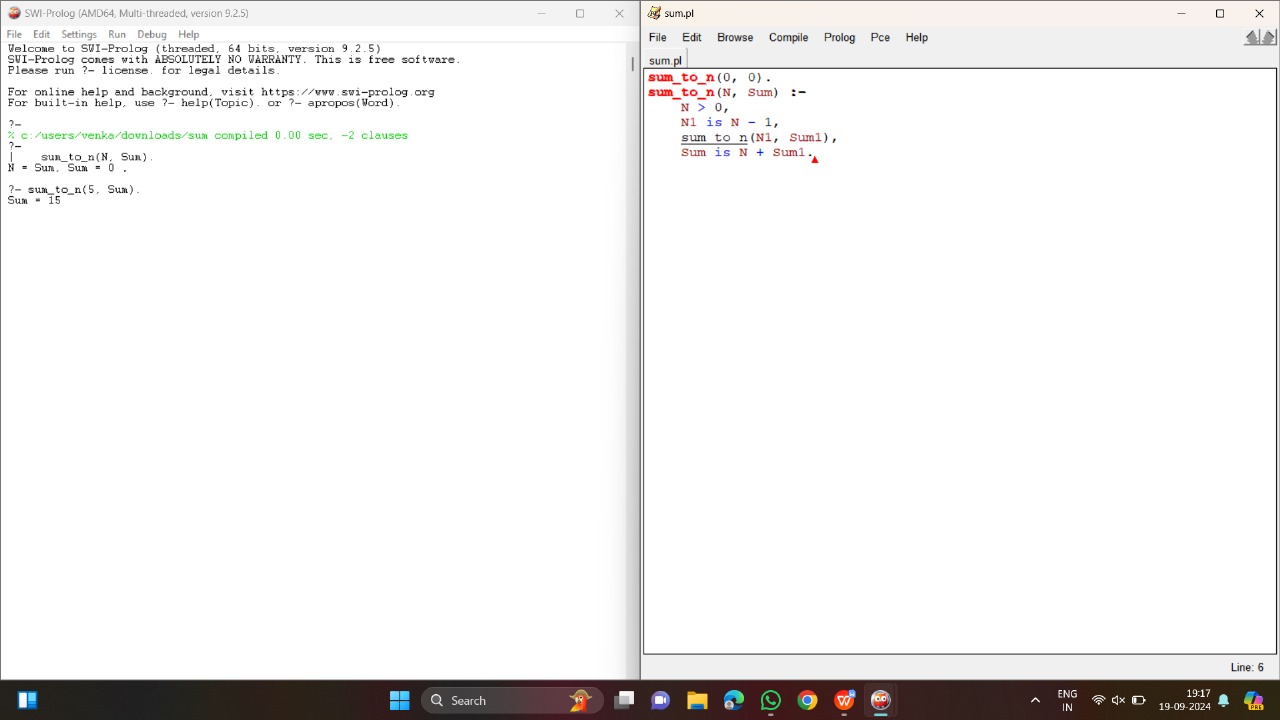 SWI-Prolog (AMD64, Multi-threaded, version 9.2.5)
File Edit Settings Run Debug Help
Welcome to SWI-Prolog (threaded, 64 bits, version 9.2.5)
SWI-Prolog comes with ABSOLUTELY NO WARRANTY. This is free software.
Please run ?- license. for legal details.
For online help and background, visit https://www.swi-prolog.org
For built-in help, use ?- help(Topic). or ?- apropos(Word).
?-
% c:/users/venka/downloads/sum compiled 0.00 sec, -2 clauses
?-
| sum_to_n(N, Sum).
N = Sum, Sum = 0 .
?- sum_to_n(5, Sum).
Sum = 15
sum.pl
File Edit Browse Compile Prolog Pce Help
sum.pl
sum_to_n(0, 0).
sum_to_n(N, Sum) :-
N > 0,
N1 is N - 1,
sum_to_n(N1, Sum1),
Sum is N + Sum1.
Line: 6
Search
ENG
IN
19:17
19-09-2024